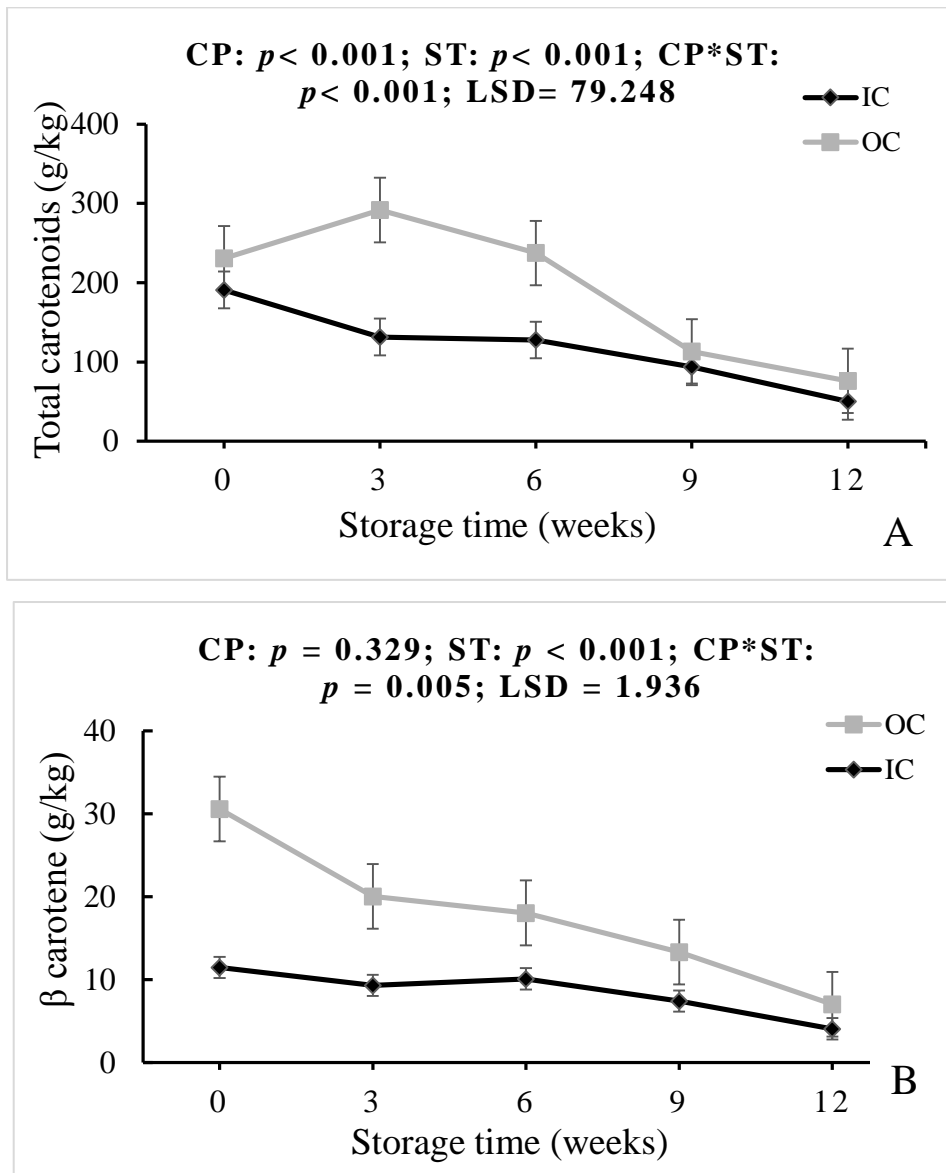 CP: p< 0.001; ST: p< 0.001; CP*ST:
p< 0.001; LSD= 79.248
IC
OC
Total carotenoids (g/kg)
400
300
200
100
0
0 3 6 9 12
Storage time (weeks)
A
CP: p = 0.329; ST: p < 0.001; CP*ST:
p = 0.005; LSD = 1.936
OC
IC
β carotene (g/kg)
40
30
20
10
0
0 3 6 9 12
Storage time (weeks)
B